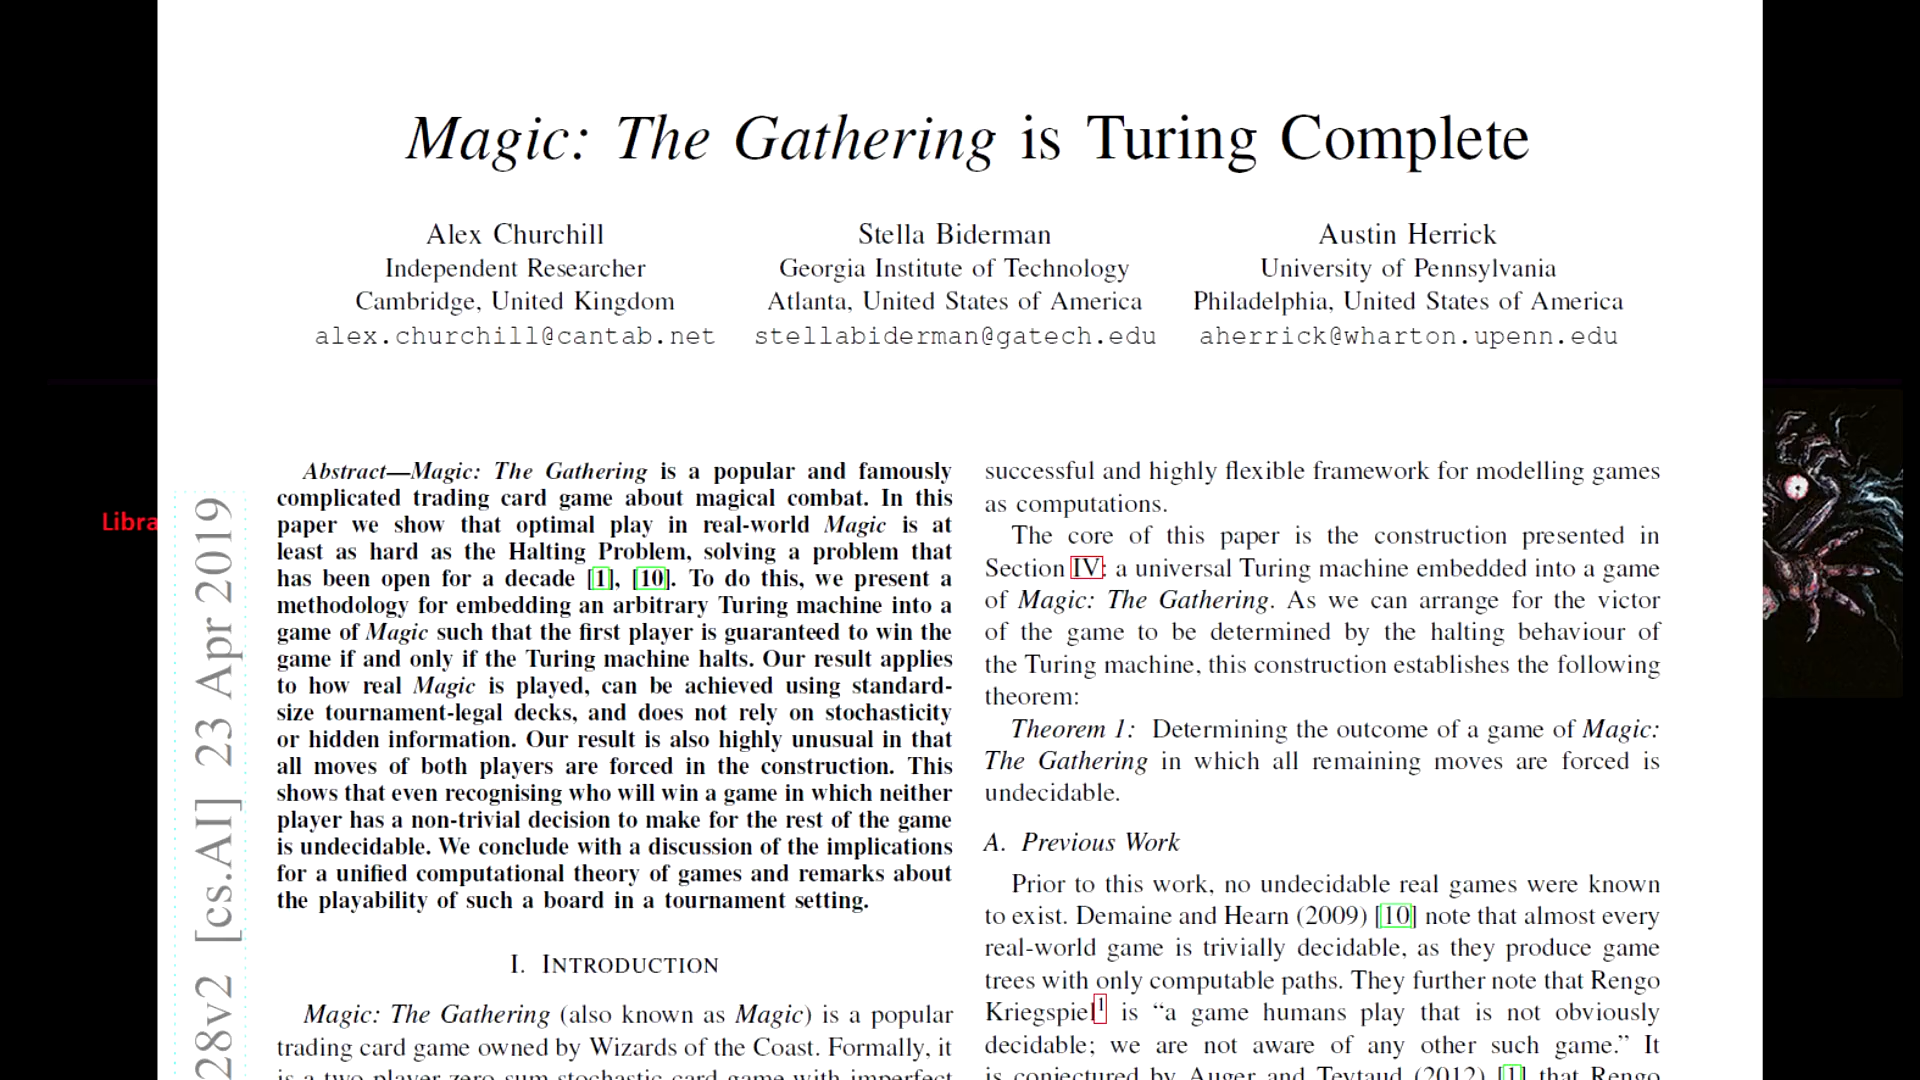 Magic: The Gathering is Turing Complete
Alex Churchill
Independent Researcher
Cambridge, United Kingdom
alex.churchill@cantab.net
Stella Biderman
Georgia Institute of Technology
Atlanta, United States of America
stellabiderman@gatech.edu
Austin Herrick
University of Pennsylvania
Philadelphia, United States of America
aherrick@wharton.upenn.edu
Libra
28v2 [cs.AI] 23 Apr 2019
Abstract—Magic: The Gathering is a popular and famously
complicated trading card game about magical combat. In this
paper we show that optimal play in real-world Magic is at
least as hard as the Halting Problem, solving a problem that
has been open for a decade [1], [10]. To do this, we present a
methodology for embedding an arbitrary Turing machine into a
game of Magic such that the first player is guaranteed to win the
game if and only if the Turing machine halts. Our result applies
to how real Magic is played, can be achieved using standard-
size tournament-legal decks, and does not rely on stochasticity
or hidden information. Our result is also highly unusual in that
all moves of both players are forced in the construction. This
shows that even recognising who will win a game in which neither
player has a non-trivial decision to make for the rest of the game
is undecidable. We conclude with a discussion of the implications
for a unified computational theory of games and remarks about
the playability of such a board in a tournament setting.
I. INTRODUCTION
Magic: The Gathering (also known as Magic) is a popular
trading card game owned by Wizards of the Coast. Formally, it
is a two-player zero-sum stochastic card game with imperfect
successful and highly flexible framework for modelling games
as computations.
The core of this paper is the construction presented in
Section IV: a universal Turing machine embedded into a game
of Magic: The Gathering. As we can arrange for the victor
of the game to be determined by the halting behaviour of
the Turing machine, this construction establishes the following
theorem:
Theorem 1: Determining the outcome of a game of Magic:
The Gathering in which all remaining moves are forced is
undecidable.
A. Previous Work
Prior to this work, no undecidable real games were known
to exist. Demaine and Hearn (2009) [10] note that almost every
real-world game is trivially decidable, as they produce game
trees with only computable paths. They further note that Rengo
Kriegspiel1 is “a game humans play that is not obviously
decidable; we are not aware of any other such game.” It
is conjectured by Auger and Teytaud (2012) [1] that Rengo